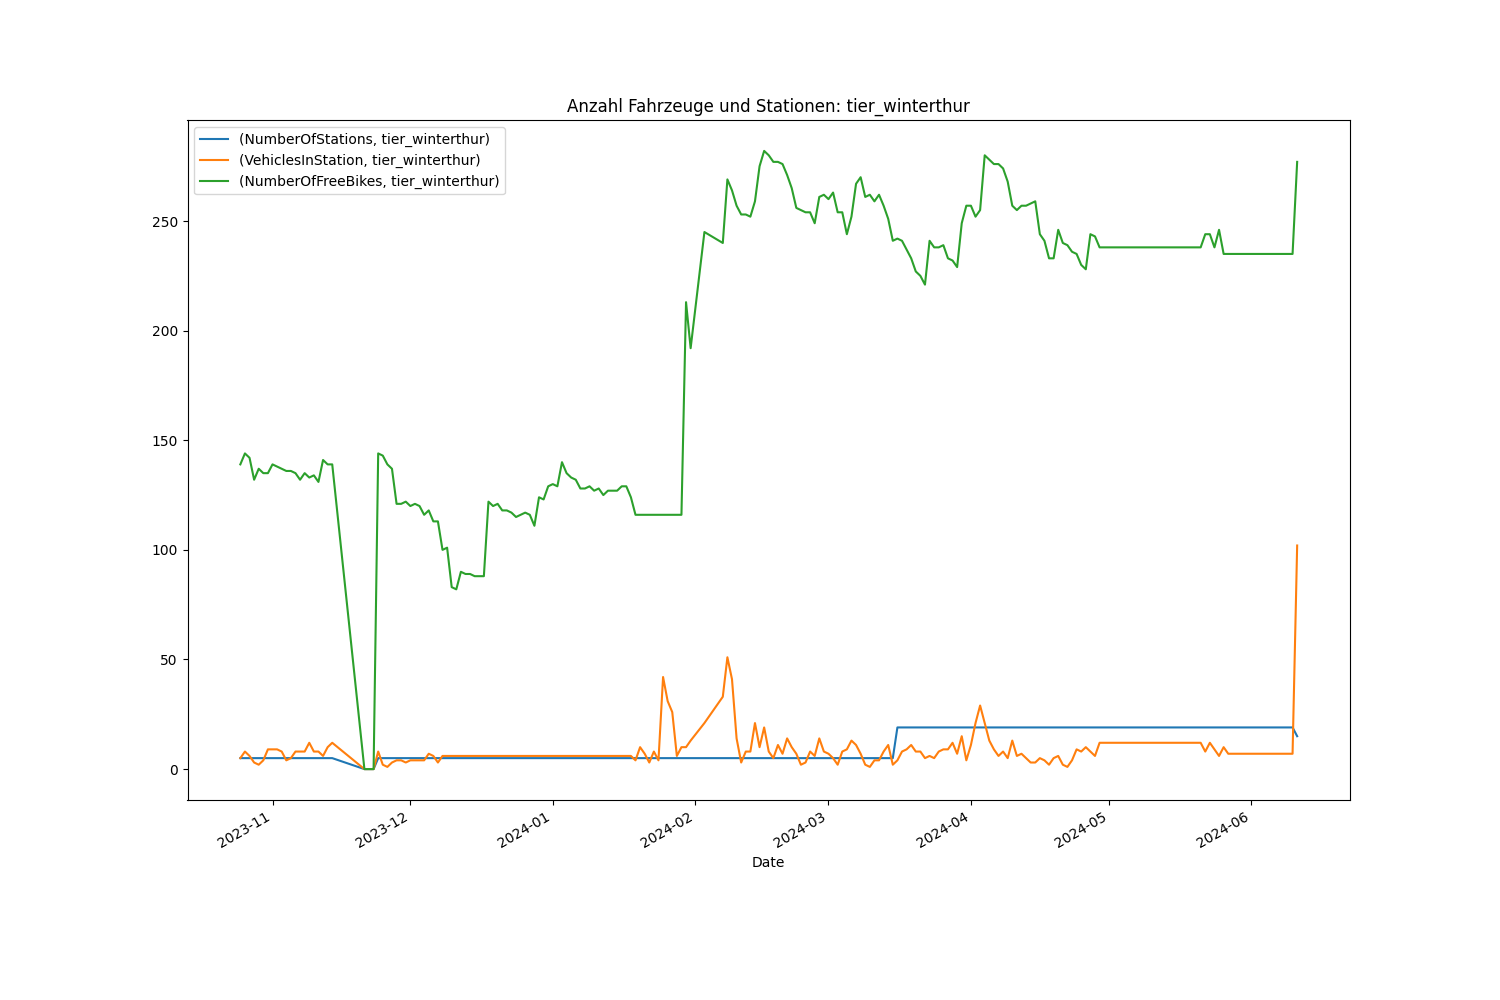 Anzahl Fahrzeuge und Stationen: tier_winterthur
(NumberOfStations, tier_winterthur)
(VehiclesInStation, tier_winterthur)
(NumberOfFreeBikes, tier_winterthur)
250
200
150
100
50
0
2023-11
2023-12
2024-01
2024-02
2024-03
2024-04
2024-05
2024-06
Date